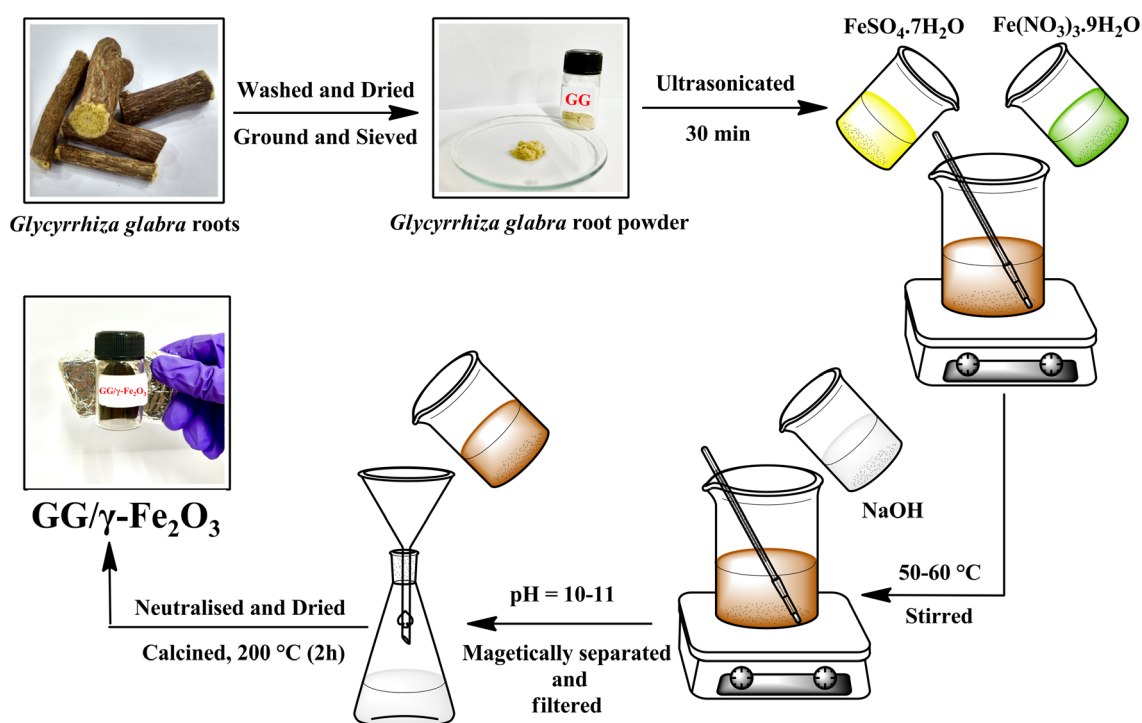 Washed and Dried
Ground and Sieved
GG
Ultrasonicated
30 min
FeSO₄.7H₂O
Fe(NO₃)₃.9H₂O
Glycyrrhiza glabra roots
Glycyrrhiza glabra root powder
NaOH
50-60 °C
Stirred
pH = 10-11
Magetically separated
and
filtered
Neutralised and Dried
Calcined, 200 °C (2h)
GG/γ-Fe₂O₃
GG/γ-Fe₂O₃